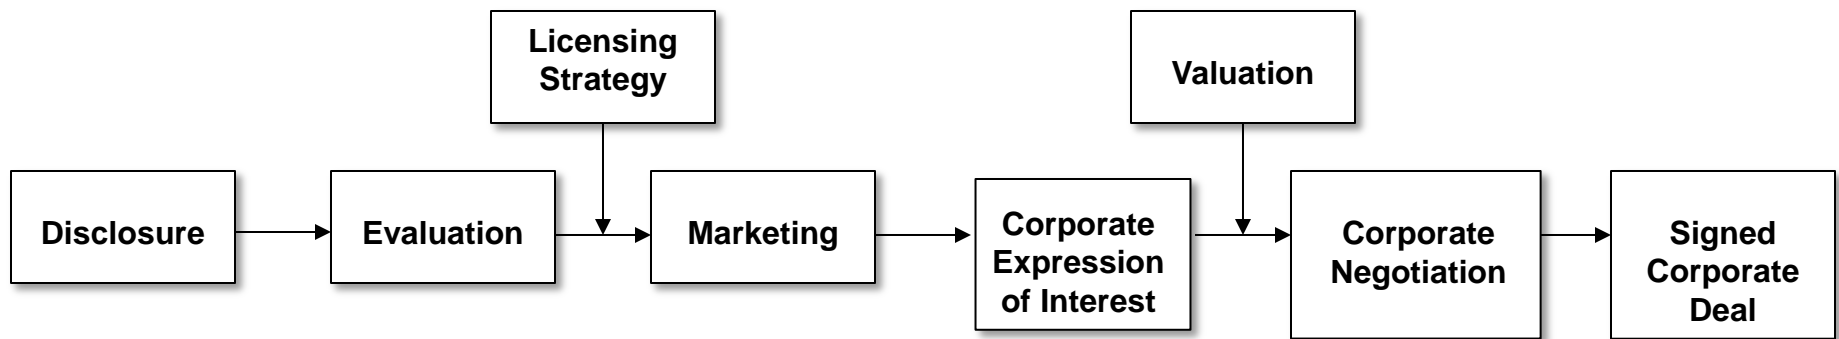 Licensing
Strategy
Valuation
Disclosure
Evaluation
Marketing
Corporate
Expression
of Interest
Corporate
Negotiation
Signed
Corporate
Deal